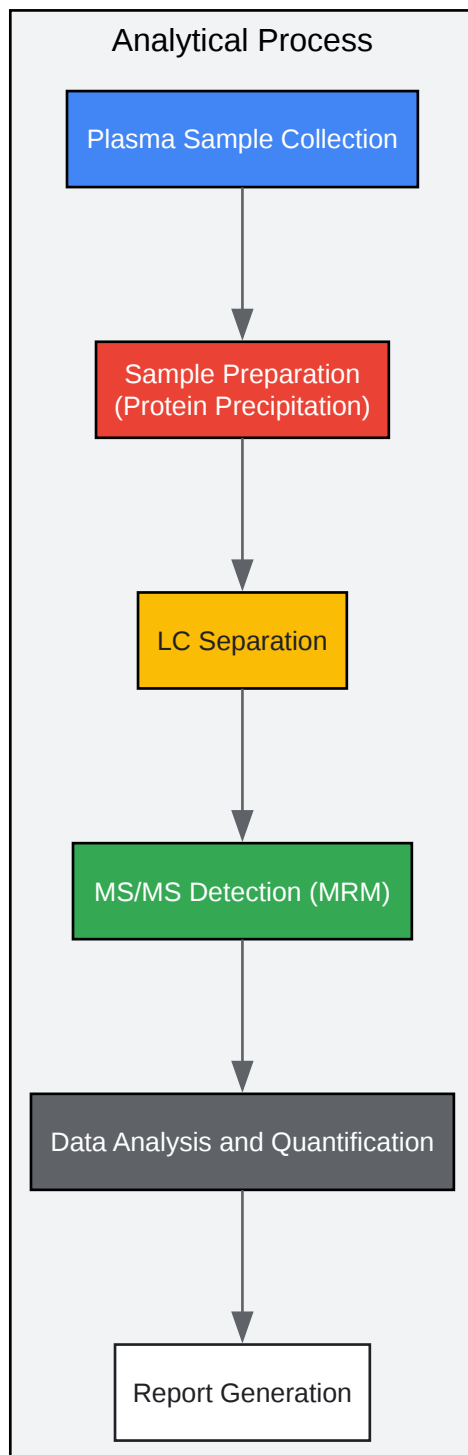 Analytical Process
Plasma Sample Collection
Sample Preparation
(Protein Precipitation)
LC Separation
MS/MS Detection (MRM)
Data Analysis and Quantification
Report Generation